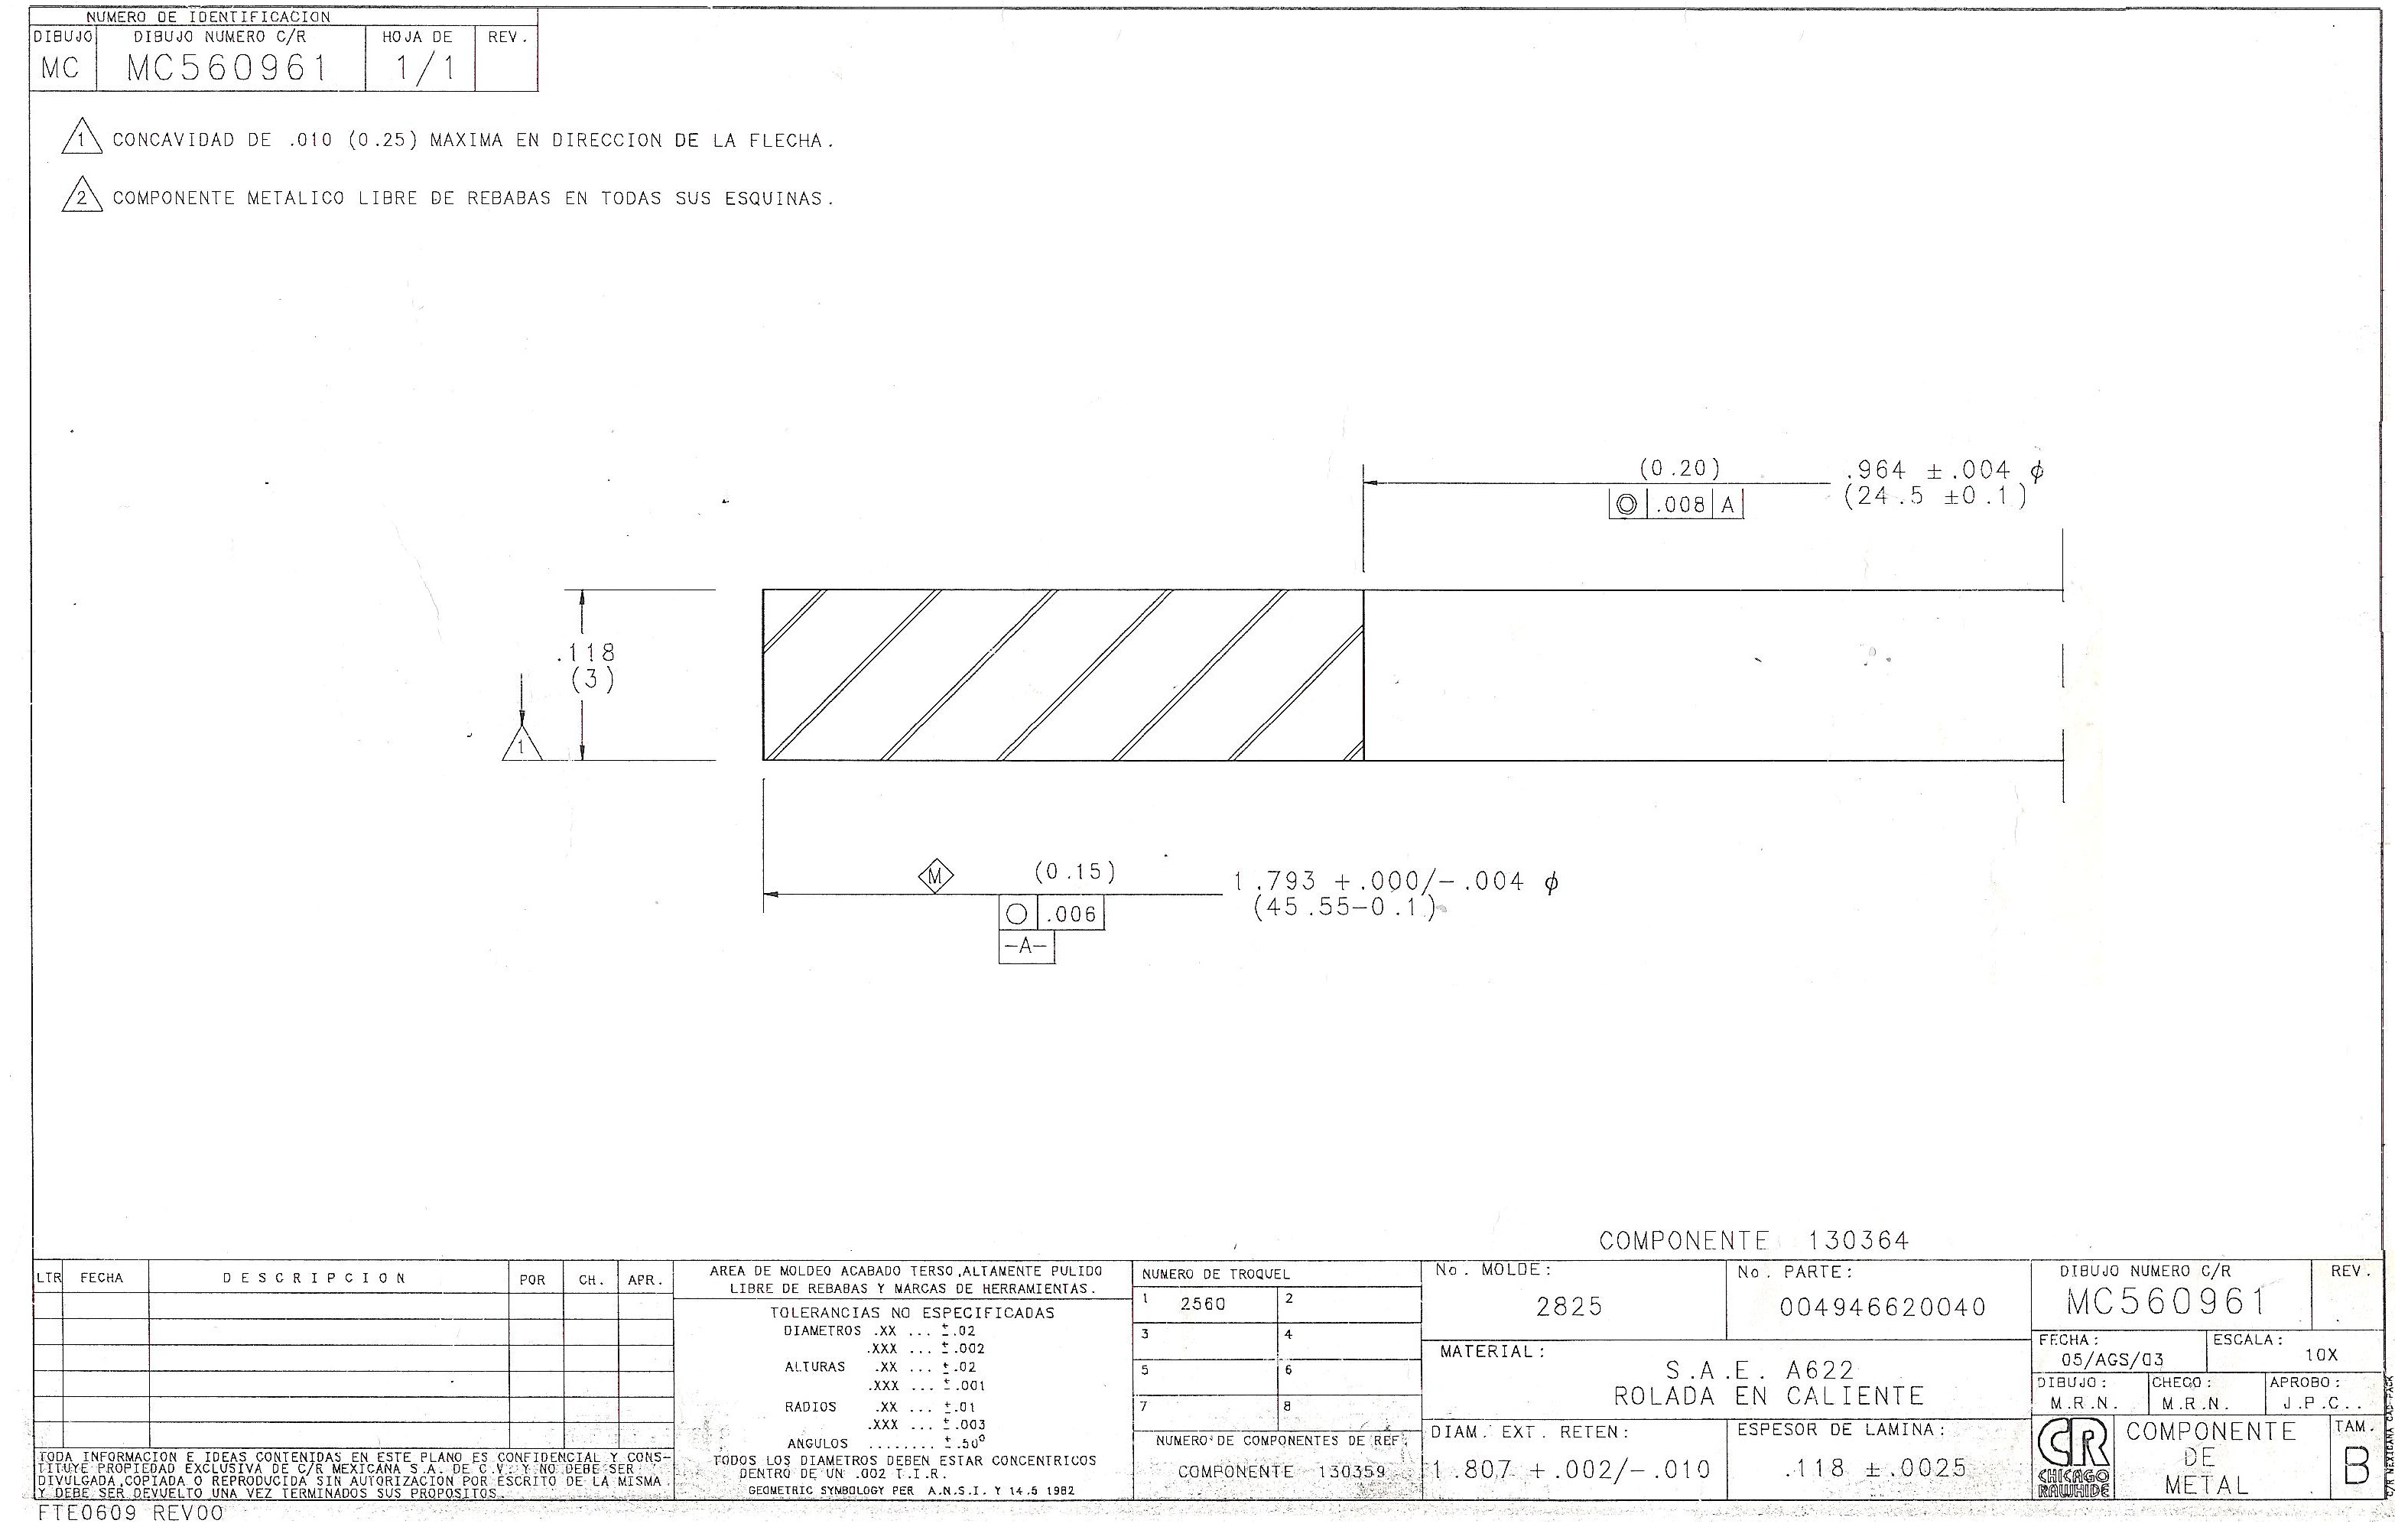 NUMERO DE IDENTIFICACION
DIBUJO DIBUJO NUMERO C/R HOJA DE REV.
MC MC560961 1/1
1 CONCAVIDAD DE .010 (0.25) MAXIMA EN DIRECCION DE LA FLECHA.
2 COMPONENTE METALICO LIBRE DE REBABAS EN TODAS SUS ESQUINAS.
(0.20) .964 ±.004 ϕ
◎ .008 A (24.5 ±0.1)
.118
(3)
1
M (0.15) 1.793 +.000/-.004 ϕ
○ .006 (45.55-0.1)
-A-
COMPONENTE 130364
LTR FECHA DESCRIPCION POR CH. APR.
TODA INFORMACION E IDEAS CONTENIDAS EN ESTE PLANO ES CONFIDENCIAL Y CONS-
TITUYE PROPIEDAD EXCLUSIVA DE C/R MEXICANA S.A. DE C.V. Y NO DEBE SER
DIVULGADA,COPIADA O REPRODUCIDA SIN AUTORIZACION POR ESCRITO DE LA MISMA
Y DEBE SER DEVUELTO UNA VEZ TERMINADOS SUS PROPOSITOS.
FTE0609 REV00
AREA DE MOLDEO ACABADO TERSO,ALTAMENTE PULIDO
LIBRE DE REBABAS Y MARCAS DE HERRAMIENTAS.
TOLERANCIAS NO ESPECIFICADAS
DIAMETROS .XX ... ±.02
.XXX ... ±.002
ALTURAS .XX ... ±.02
.XXX ... ±.001
RADIOS .XX ... ±.01
.XXX ... ±.003
ANGULOS ........ ±.50°
TODOS LOS DIAMETROS DEBEN ESTAR CONCENTRICOS
DENTRO DE UN .002 T.I.R.
GEOMETRIC SYMBOLOGY PER A.N.S.I. Y 14.5 1982
NUMERO DE TROQUEL
1 2560 2
3 4
5 6
7 8
NUMERO DE COMPONENTES DE REF.
COMPONENTE 130359
No. MOLDE:
2825
No. PARTE:
004946620040
MATERIAL:
S.A.E. A622
ROLADA EN CALIENTE
DIAM. EXT. RETEN:
1.807 +.002/-.010
ESPESOR DE LAMINA:
.118 ±.0025
DIBUJO NUMERO C/R REV.
MC560961
FECHA: ESCALA:
05/AGS/03 10X
DIBUJO: CHECO: APROBO:
M.R.N. M.R.N. J.P.C..
CR
CHICAGO
RAWHIDE
COMPONENTE
DE
METAL
TAM.
B
C/R MEXICANA CAD-PACK